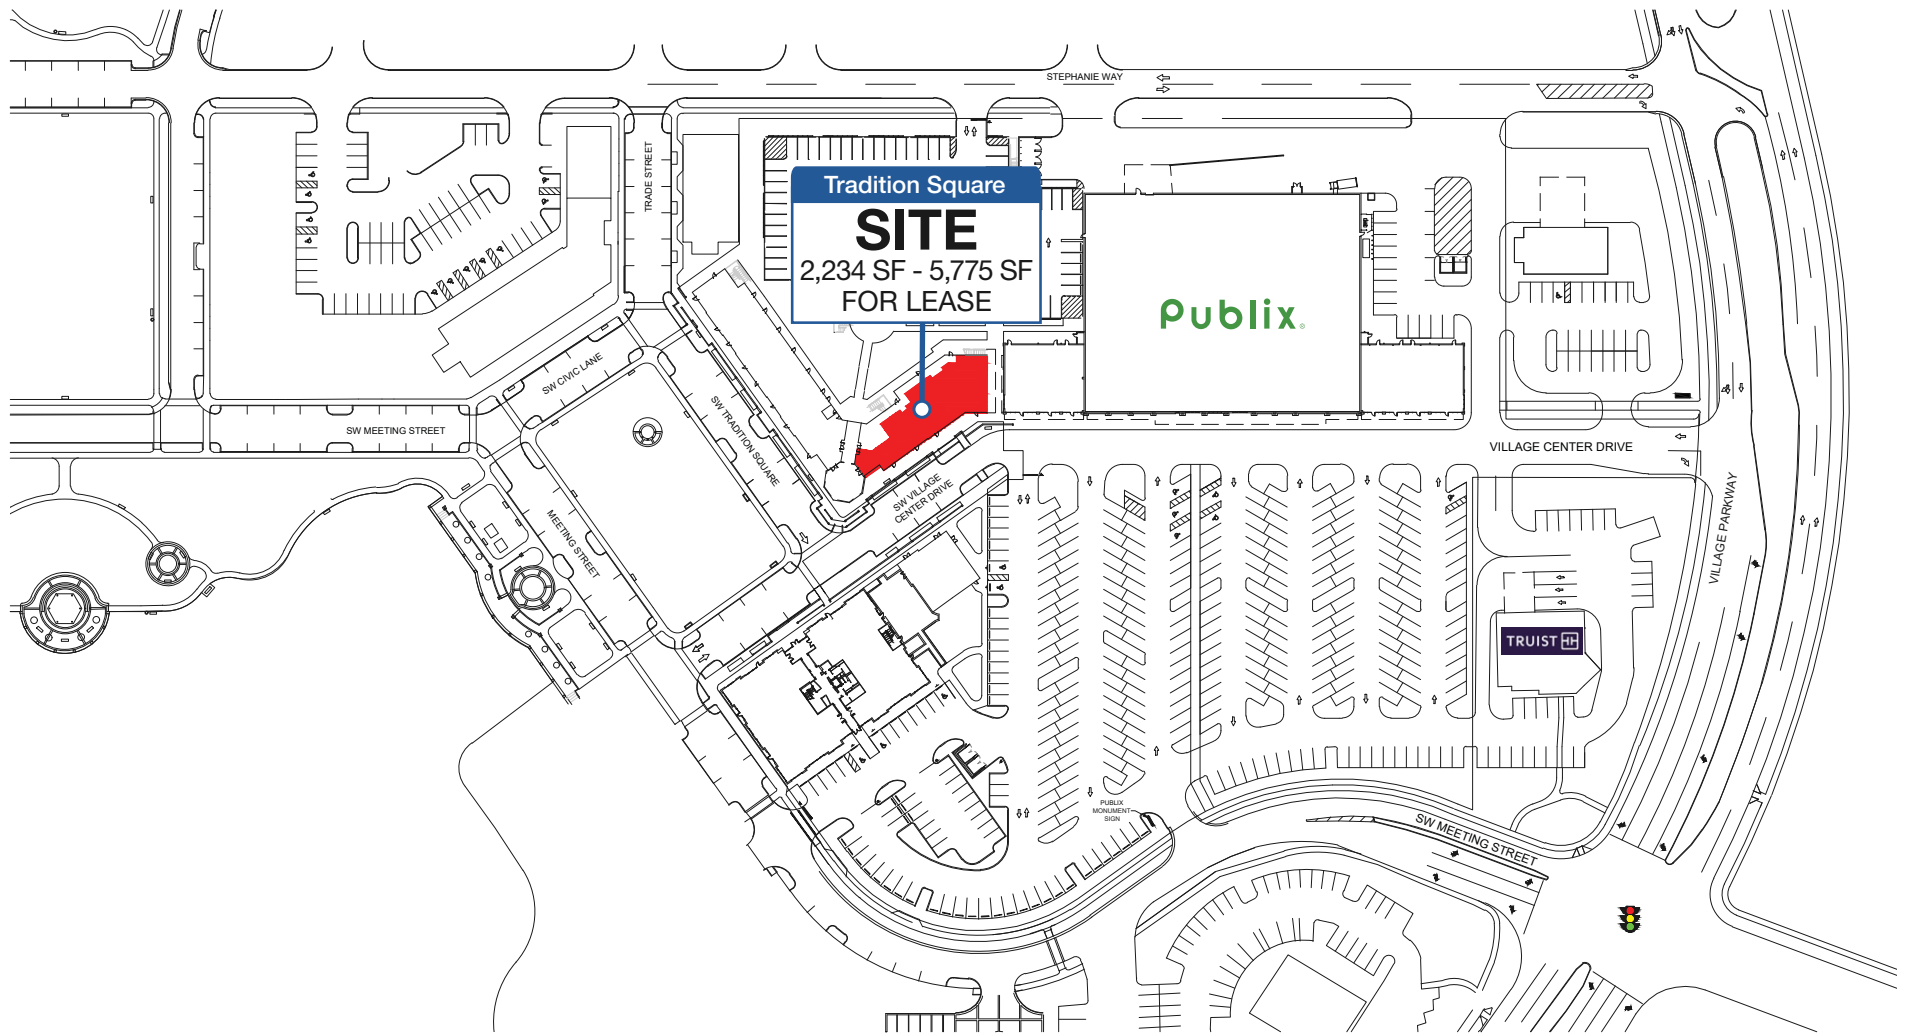 STEPHANIE WAY
TRADE STREET
Tradition Square
SITE
2,234 SF - 5,775 SF
FOR LEASE
Publix
SW CIVIC LANE
SW MEETING STREET
SW TRADITION SQUARE
VILLAGE CENTER DRIVE
SW VILLAGE
CENTER DRIVE
MEETING STREET
VILLAGE PARKWAY
TRUIST
PUBLIX
MONUMENT
SIGN
SW MEETING STREET